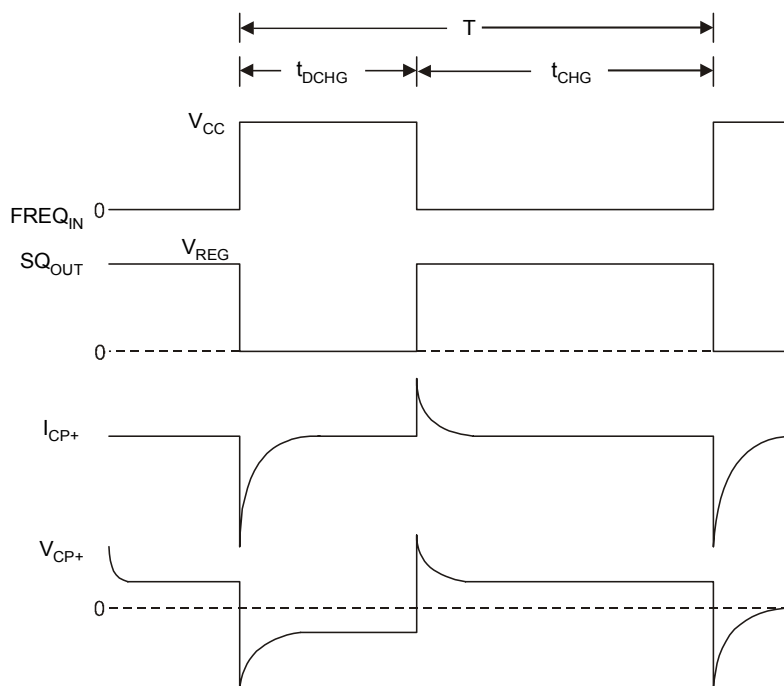 T
tDCHG tCHG
VCC
FREQIN 0
VREG
SQOUT
0
ICP+
VCP+
0